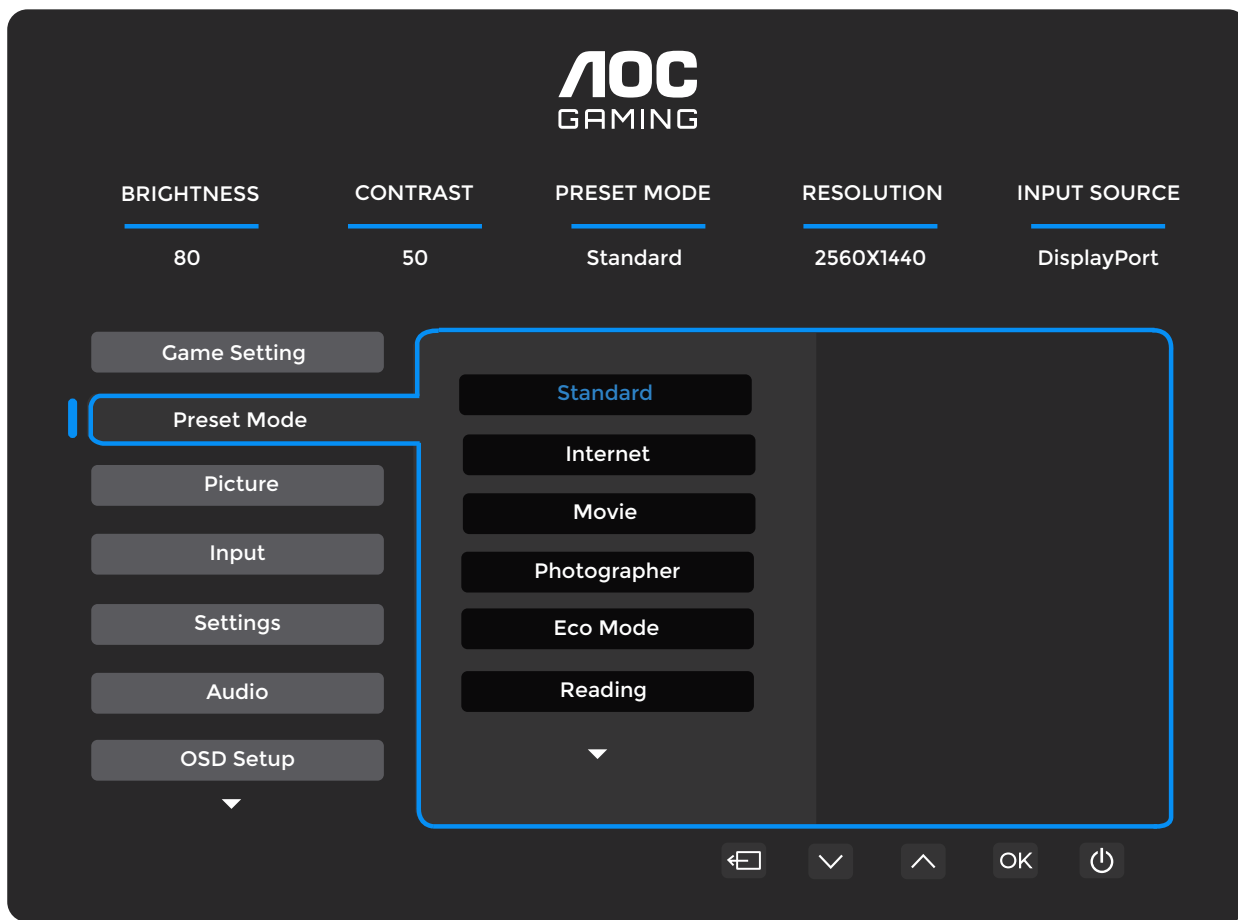 AOC
GAMING
BRIGHTNESS CONTRAST PRESET MODE RESOLUTION INPUT SOURCE
80 50 Standard 2560X1440 DisplayPort
Game Setting
Preset Mode
Picture
Input
Settings
Audio
OSD Setup
Standard
Internet
Movie
Photographer
Eco Mode
Reading
OK